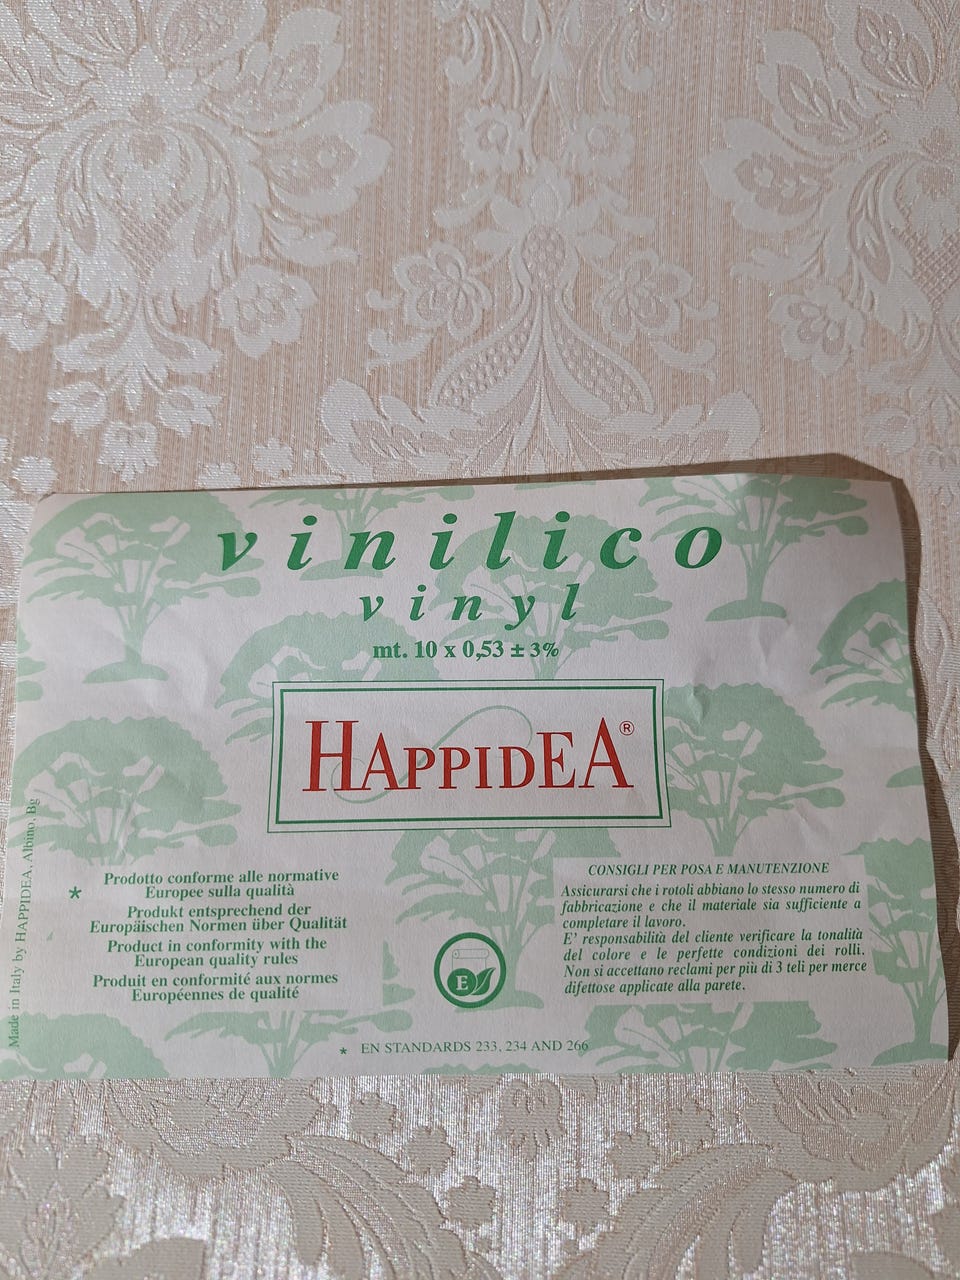 vinilico
vinyl
mt. 10 x 0,53 ± 3%
HAPPIDEA®
Made in Italy by HAPPIDEA, Albino, Bg
* Prodotto conforme alle normative
Europee sulla qualità
Produkt entsprechend der
Europäischen Normen über Qualität
Product in conformity with the
European quality rules
Produit en conformité aux normes
Européennes de qualité
E
CONSIGLI PER POSA E MANUTENZIONE
Assicurarsi che i rotoli abbiano lo stesso numero di
fabbricazione e che il materiale sia sufficiente a
completare il lavoro.
E' responsabilità del cliente verificare la tonalità
del colore e le perfette condizioni dei rolli.
Non si accettano reclami per più di 3 teli per merce
difettose applicate alla parete.
* EN STANDARDS 233, 234 AND 266